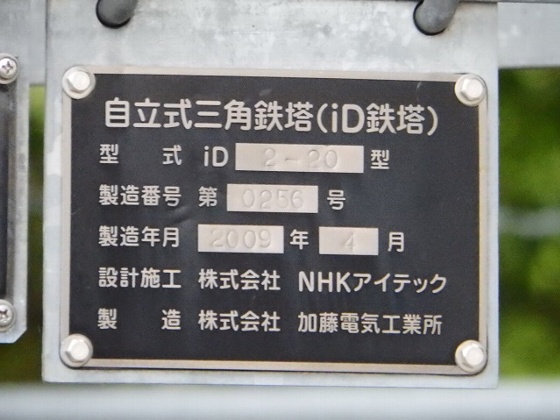 自立式三角鉄塔(iD鉄塔)
型 式 iD 2-20 型
製造番号 第 0256 号
製造年月 2009 年 4 月
設計施工 株式会社 NHKアイテック
製 造 株式会社 加藤電気工業所